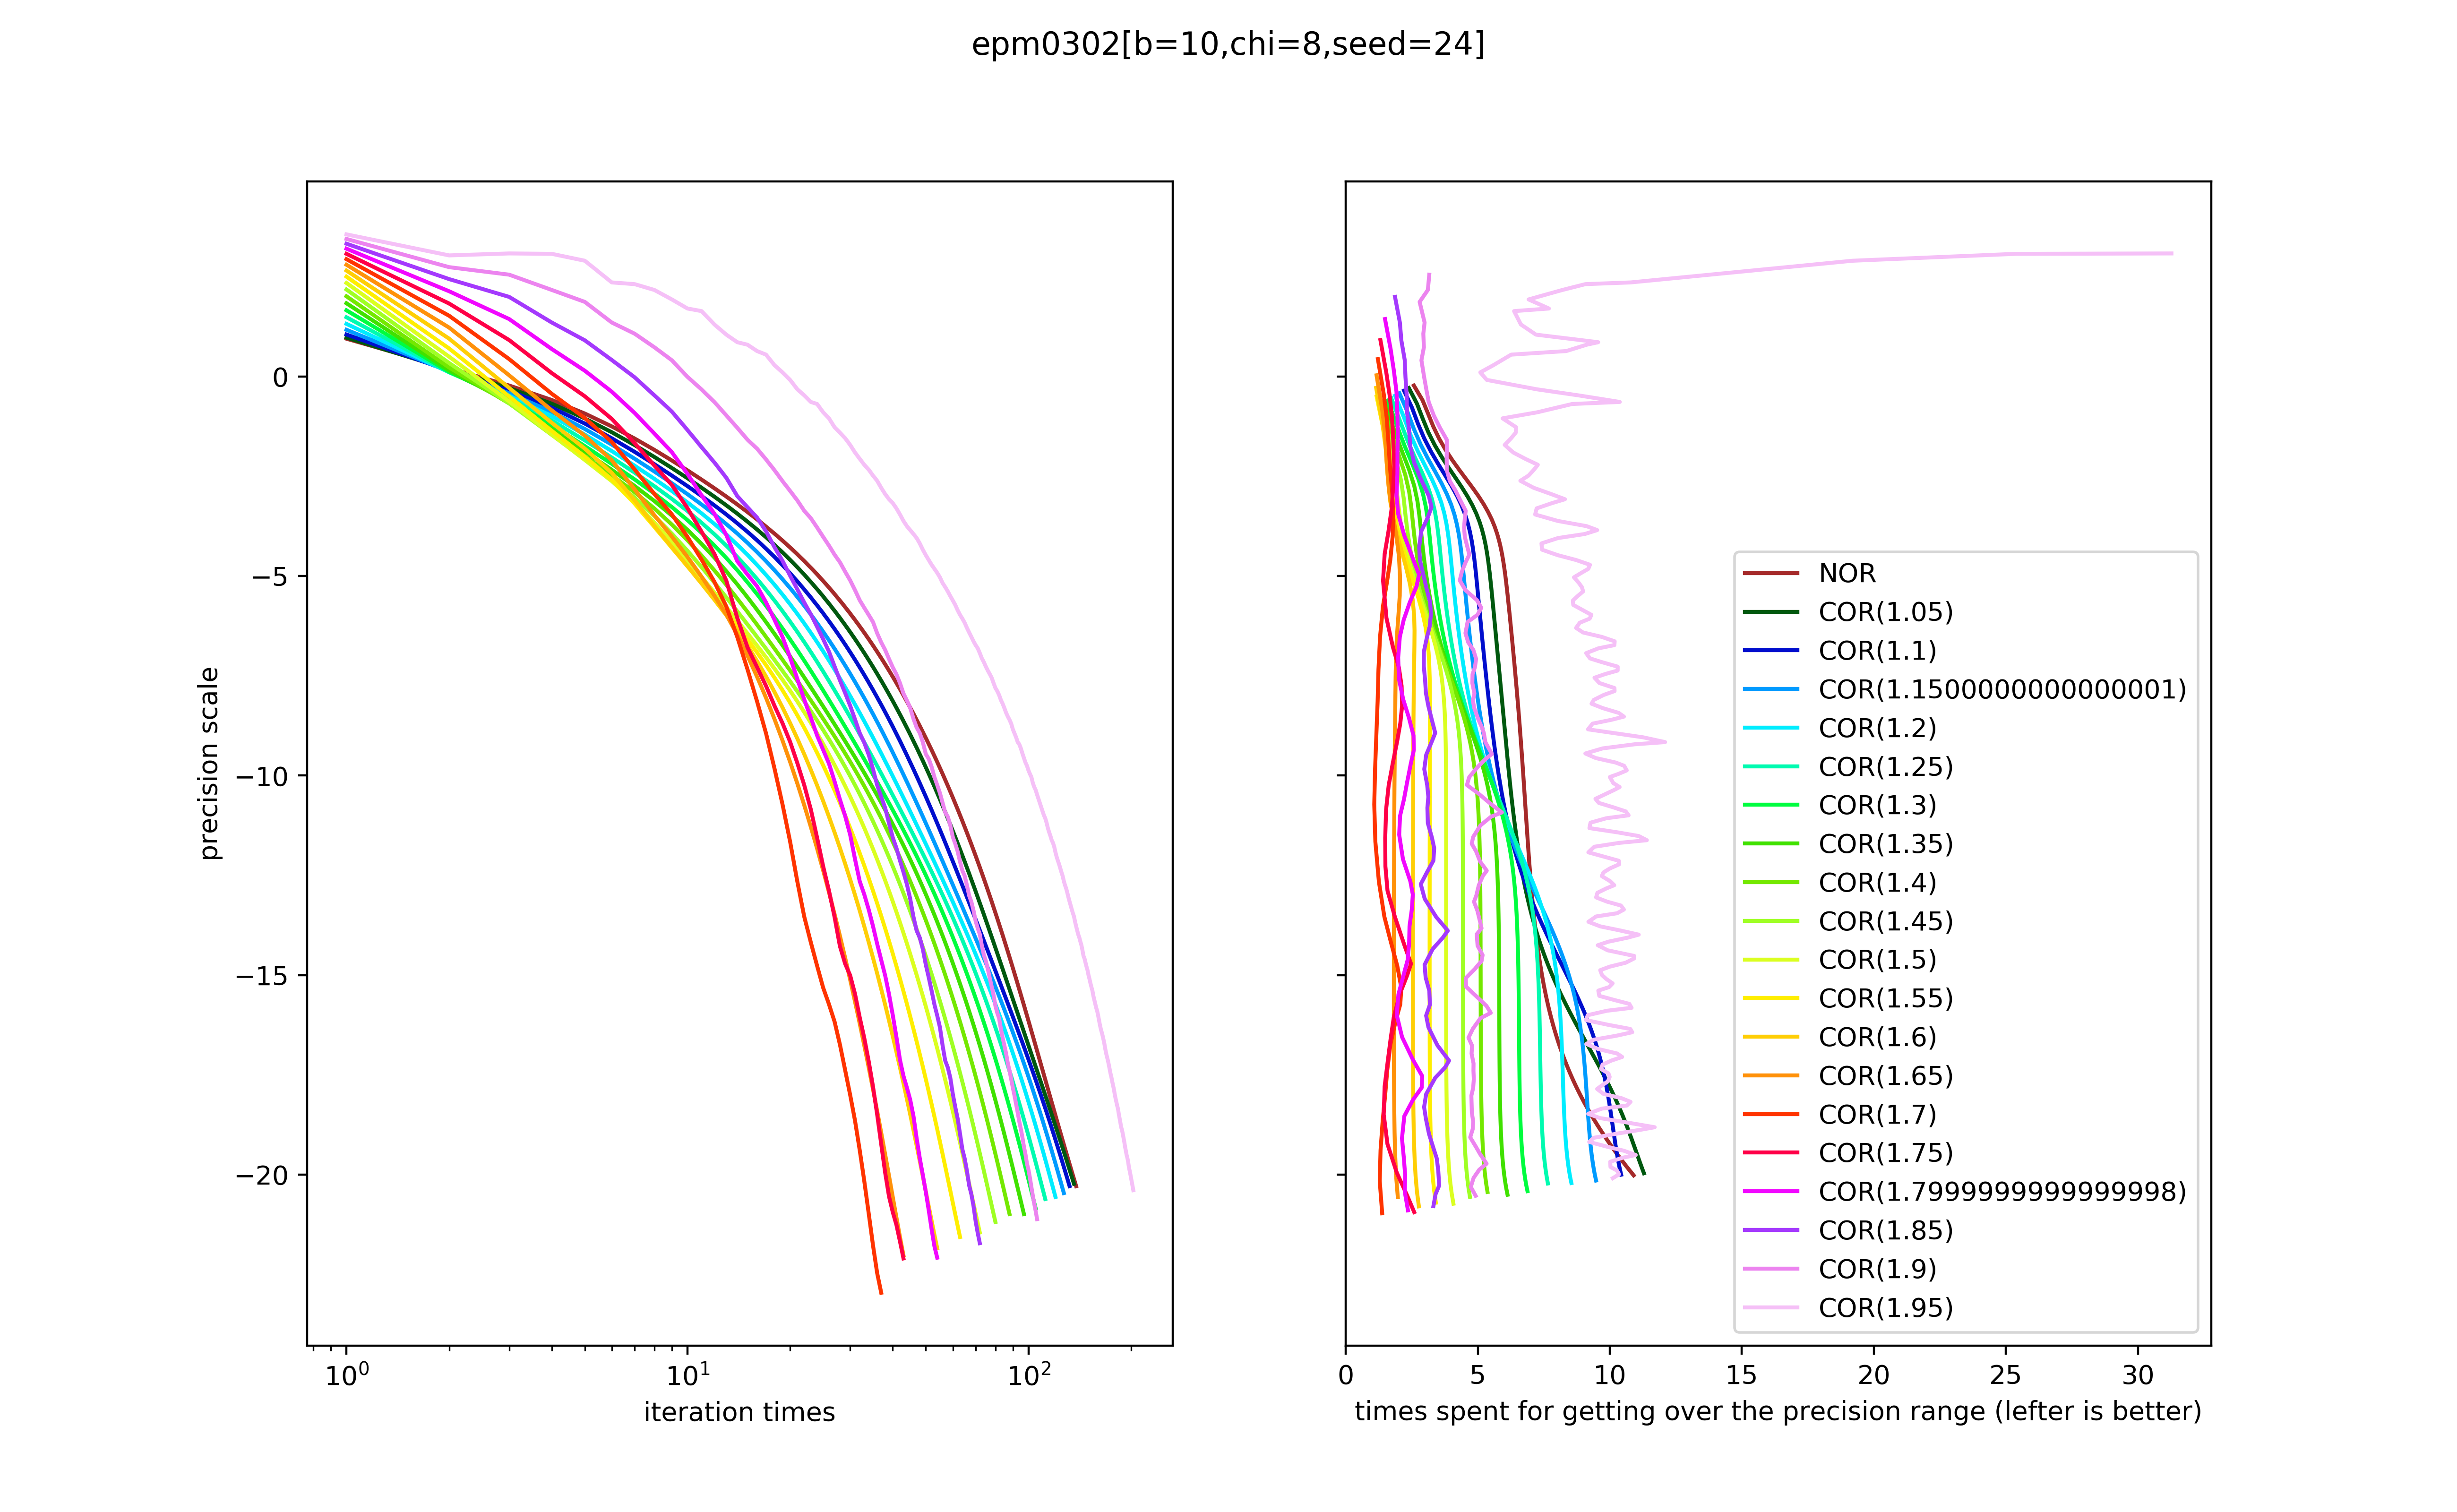 epm0302[b=10,chi=8,seed=24]
precision scale
0
−5
−10
−15
−20
10⁰
10¹
10²
iteration times
0
5
10
15
20
25
30
times spent for getting over the precision range (lefter is better)
NOR
COR(1.05)
COR(1.1)
COR(1.1500000000000001)
COR(1.2)
COR(1.25)
COR(1.3)
COR(1.35)
COR(1.4)
COR(1.45)
COR(1.5)
COR(1.55)
COR(1.6)
COR(1.65)
COR(1.7)
COR(1.75)
COR(1.7999999999999998)
COR(1.85)
COR(1.9)
COR(1.95)